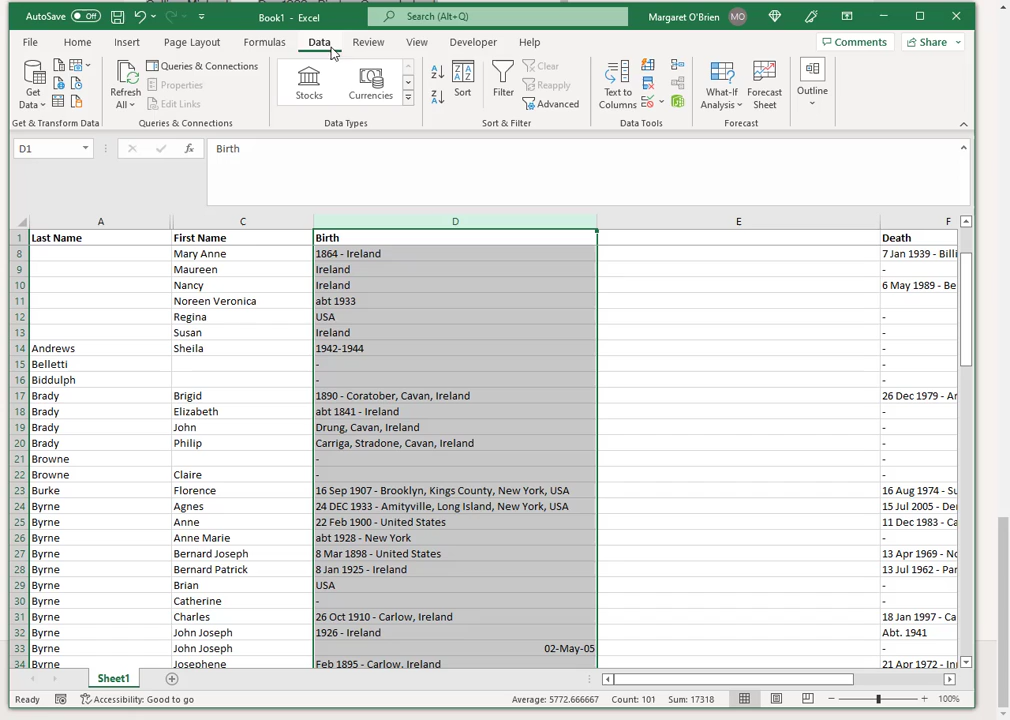 AutoSave Off Book1 - Excel Search (Alt+Q) Margaret O'Brien MO
File Home Insert Page Layout Formulas Data Review View Developer Help Comments Share
Get Data
Refresh All
Queries & Connections
Properties
Edit Links
Stocks Currencies
Sort
Filter
Clear
Reapply
Advanced
Text to Columns
What-If Analysis
Forecast Sheet
Outline
Get & Transform Data Queries & Connections Data Types Sort & Filter Data Tools Forecast
D1 fx Birth
A C D E F
1 Last Name First Name Birth Death
8 Mary Anne 1864 - Ireland 7 Jan 1939 - Billi
9 Maureen Ireland -
10 Nancy Ireland 6 May 1989 - Be
11 Noreen Veronica abt 1933
12 Regina USA -
13 Susan Ireland -
14 Andrews Sheila 1942-1944 -
15 Belletti - -
16 Biddulph - -
17 Brady Brigid 1890 - Coratober, Cavan, Ireland 26 Dec 1979 - Ar
18 Brady Elizabeth abt 1841 - Ireland -
19 Brady John Drung, Cavan, Ireland -
20 Brady Philip Carriga, Stradone, Cavan, Ireland -
21 Browne - -
22 Browne Claire - -
23 Burke Florence 16 Sep 1907 - Brooklyn, Kings County, New York, USA 16 Aug 1974 - Su
24 Byrne Agnes 24 DEC 1933 - Amityville, Long Island, New York, USA 15 Jul 2005 - Der
25 Byrne Anne 22 Feb 1900 - United States 11 Dec 1983 - Ca
26 Byrne Anne Marie abt 1928 - New York -
27 Byrne Bernard Joseph 8 Mar 1898 - United States 13 Apr 1969 - No
28 Byrne Bernard Patrick 8 Jan 1925 - Ireland 13 Jul 1962 - Par
29 Byrne Brian USA -
30 Byrne Catherine - -
31 Byrne Charles 26 Oct 1910 - Carlow, Ireland 18 Jan 1997 - Ca
32 Byrne John Joseph 1926 - Ireland Abt. 1941
33 Byrne John Joseph 02-May-05 -
34 Byrne Josephene Feb 1895 - Carlow, Ireland 21 Apr 1972 - Ini
Sheet1
Ready Accessibility: Good to go Average: 5772.666667 Count: 101 Sum: 17318 100%